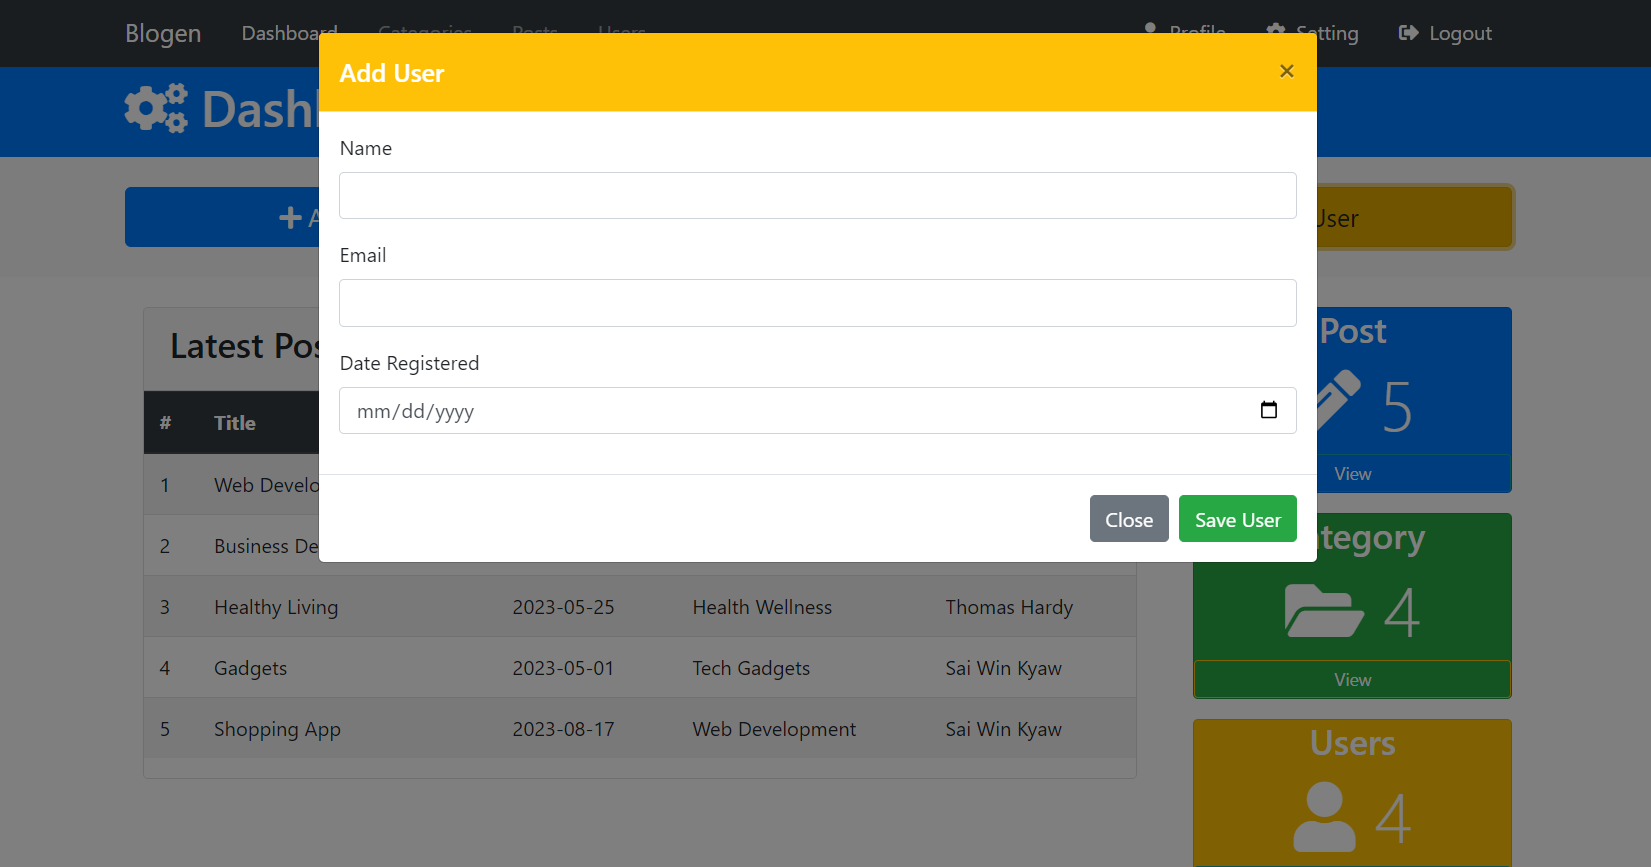 Blogen Dashboard Categories Posts Users Profile Setting Logout
Dash
Add User ×
Name
User
Email
Latest Pos
Post
Date Registered
5
mm/dd/yyyy
# Title
View
1 Web Develo
Close Save User
2 Business De
tegory
3 Healthy Living 2023-05-25 Health Wellness Thomas Hardy
4
4 Gadgets 2023-05-01 Tech Gadgets Sai Win Kyaw
View
5 Shopping App 2023-08-17 Web Development Sai Win Kyaw
Users
4